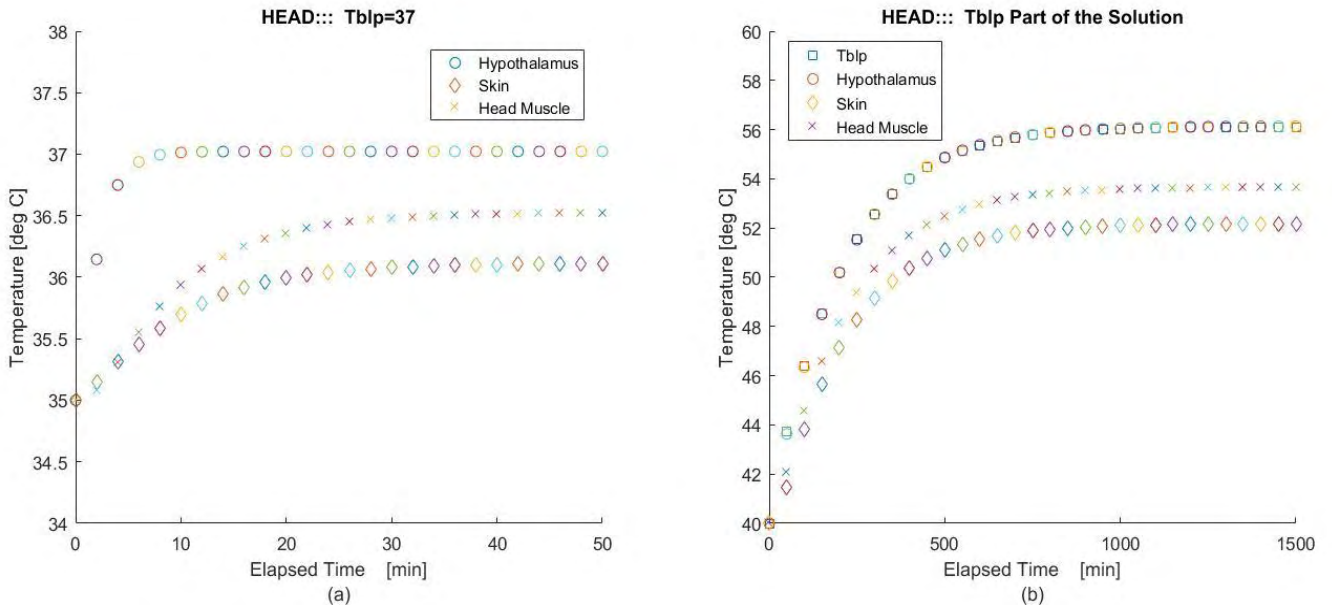 HEAD::: Tblp=37
38
37.5
37
36.5
36
35.5
35
34.5
34
Temperature [deg C]
Hypothalamus
Skin
Head Muscle
0
10
20
30
40
50
Elapsed Time [min]
(a)
HEAD::: Tblp Part of the Solution
60
58
56
54
52
50
48
46
44
42
40
Temperature [deg C]
Tblp
Hypothalamus
Skin
Head Muscle
0
500
1000
1500
Elapsed Time [min]
(b)